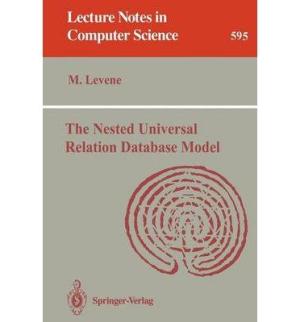 Lecture Notes in
Computer Science
595
M. Levene
The Nested Universal
Relation Database Model
Springer-Verlag